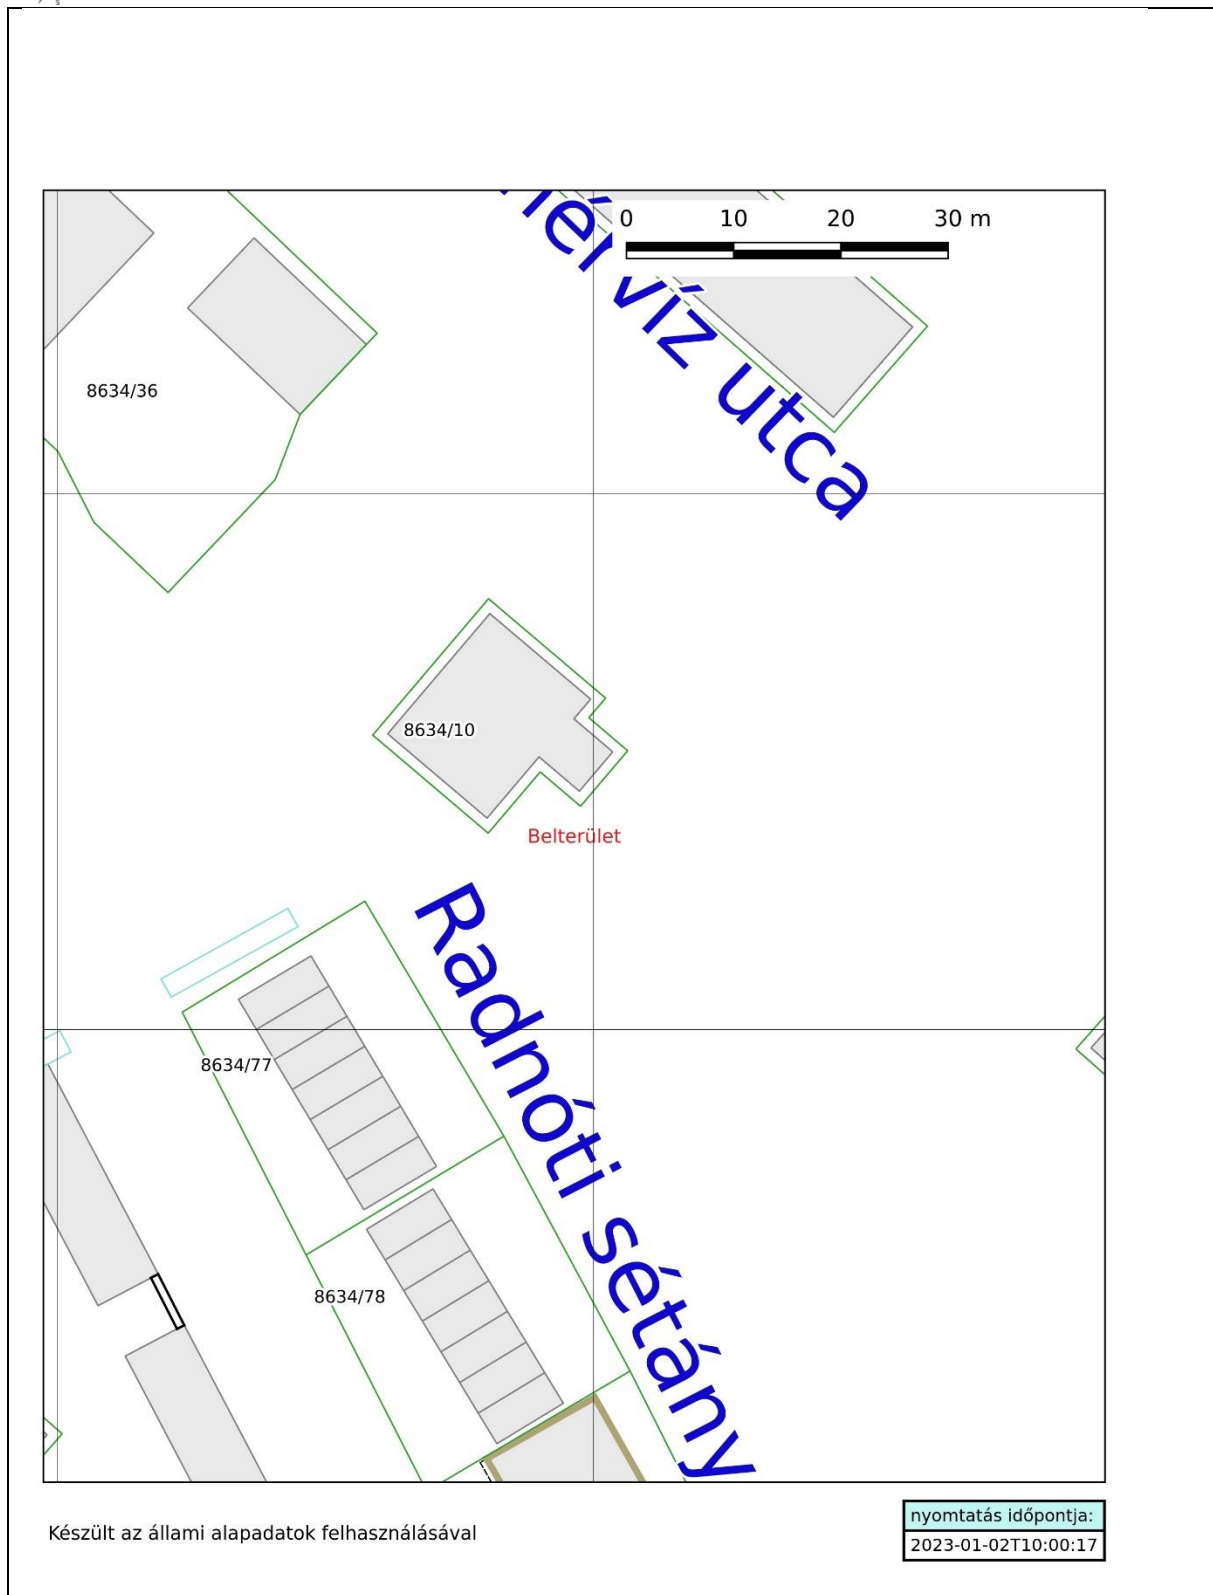 0 10 20 30 m
hévíz utca
8634/36
8634/10
Belterület
Radnóti sétány
8634/77
8634/78
Készült az állami alapadatok felhasználásával
nyomtatás időpontja:
2023-01-02T10:00:17